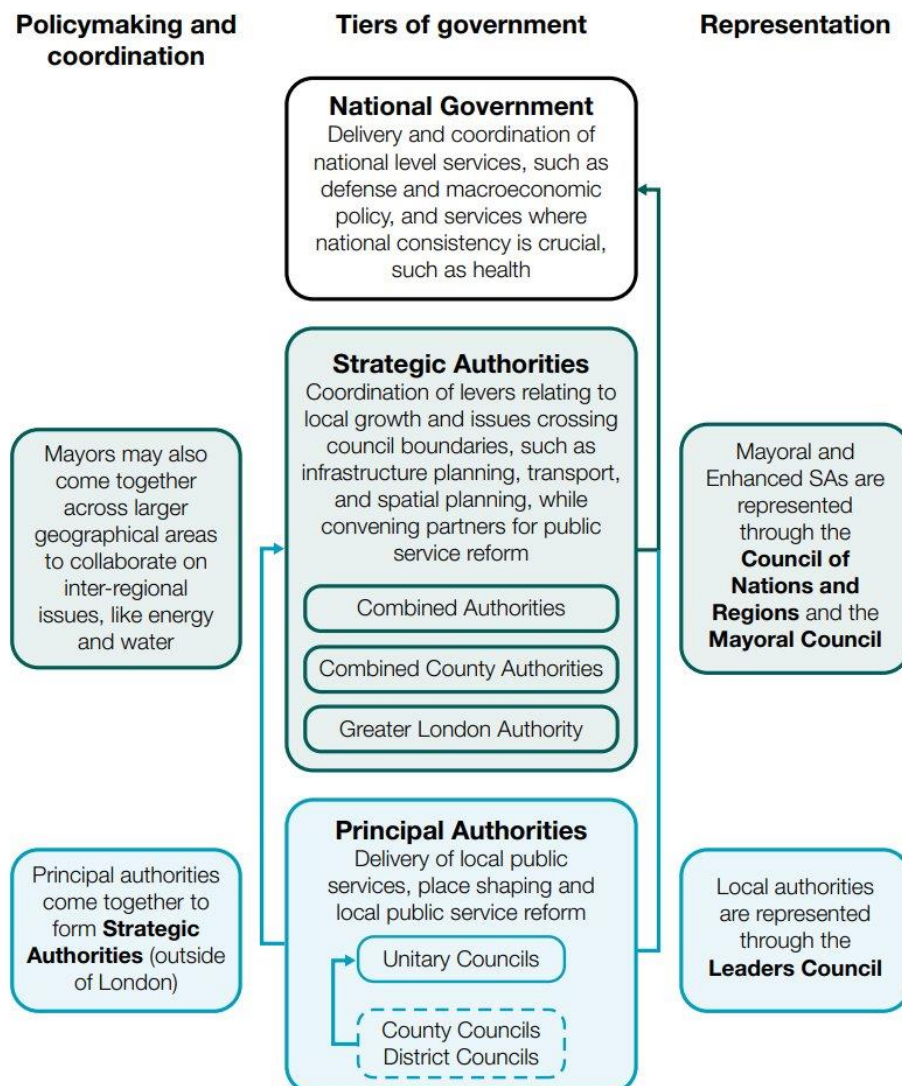 Policymaking and
coordination
Tiers of government
Representation
National Government
Delivery and coordination of
national level services, such as
defense and macroeconomic
policy, and services where
national consistency is crucial,
such as health
Strategic Authorities
Coordination of levers relating to
local growth and issues crossing
council boundaries, such as
infrastructure planning, transport,
and spatial planning, while
convening partners for public
service reform
Combined Authorities
Combined County Authorities
Greater London Authority
Mayors may also
come together
across larger
geographical areas
to collaborate on
inter-regional
issues, like energy
and water
Mayoral and
Enhanced SAs are
represented
through the
Council of
Nations and
Regions and the
Mayoral Council
Principal Authorities
Delivery of local public
services, place shaping and
local public service reform
Unitary Councils
County Councils
District Councils
Principal authorities
come together to
form Strategic
Authorities (outside
of London)
Local authorities
are represented
through the
Leaders Council